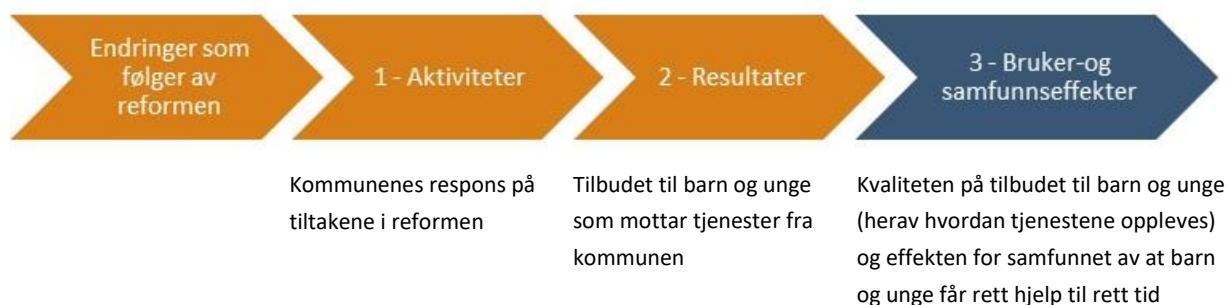 Endringer som
følger av
reformen
1 - Aktiviteter
2 - Resultater
3 - Bruker-og
samfunnseffekter
Kommunenes respons på
tiltakene i reformen
Tilbudet til barn og unge
som mottar tjenester fra
kommunen
Kvaliteten på tilbudet til barn og unge
(herav hvordan tjenestene oppleves)
og effekten for samfunnet av at barn
og unge får rett hjelp til rett tid